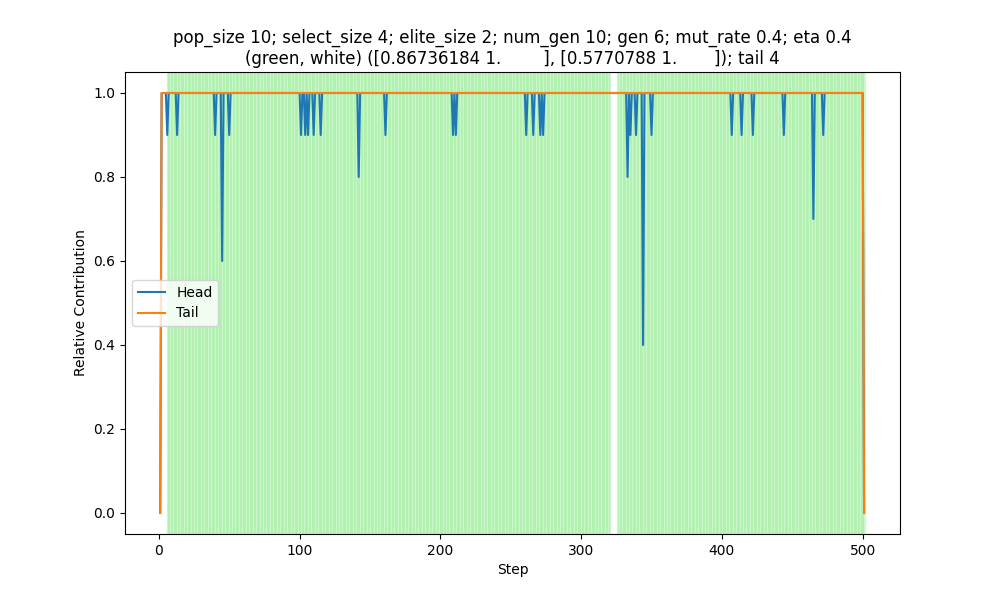 pop_size 10; select_size 4; elite_size 2; num_gen 10; gen 6; mut_rate 0.4; eta 0.4
(green, white) ([0.86736184 1.        ], [0.5770788 1.        ]); tail 4
1.0
0.8
0.6
0.4
0.2
0.0
Relative Contribution
Head
Tail
0
100
200
300
400
500
Step